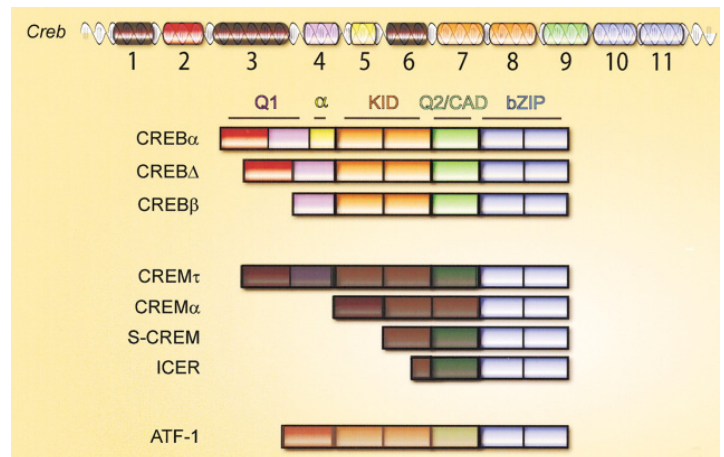 Creb
1 2 3 4 5 6 7 8 9 10 11
Q1 α KID Q2/CAD bZIP
CREBα
CREBΔ
CREBβ
CREMτ
CREMα
S-CREM
ICER
ATF-1